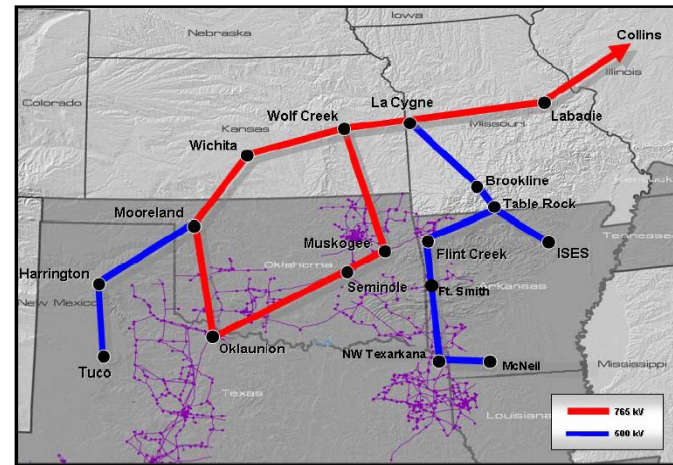 Iowa
Nebraska
Collins
Illinois
Colorado
La Cygne
Wolf Creek
Kansas
Missouri
Labadie
Wichita
Brookline
Mooreland
Table Rock
Tennessee
Muskogee
Flint Creek
ISES
Harrington
Oklahoma
Seminole
Arkansas
New Mexico
Ft. Smith
Oklaunion
NW Texarkana
McNeil
Tuco
Mississippi
Texas
Louisiana
765 kV
500 kV